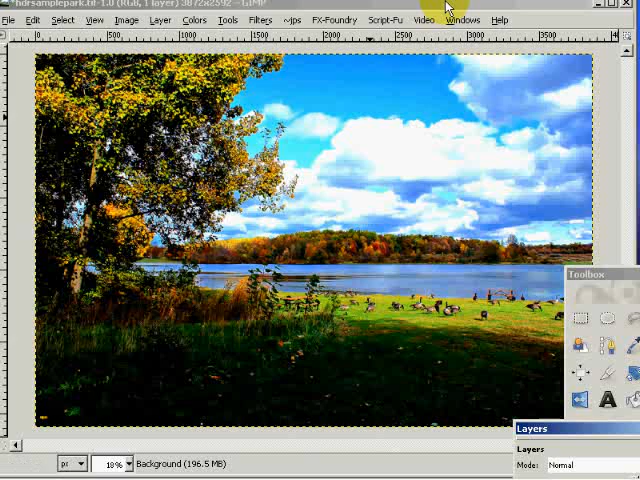 *hdrsamplepark.tif-1.0 (RGB, 1 layer) 3872x2592 – GIMP
File Edit Select View Image Layer Colors Tools Filters FX-Foundry Script-Fu Video Windows Help
0 500 1000 1500 2000 2500 3000 3500
Toolbox
Layers
Layers
Mode: Normal
px 18% Background (196.5 MB)